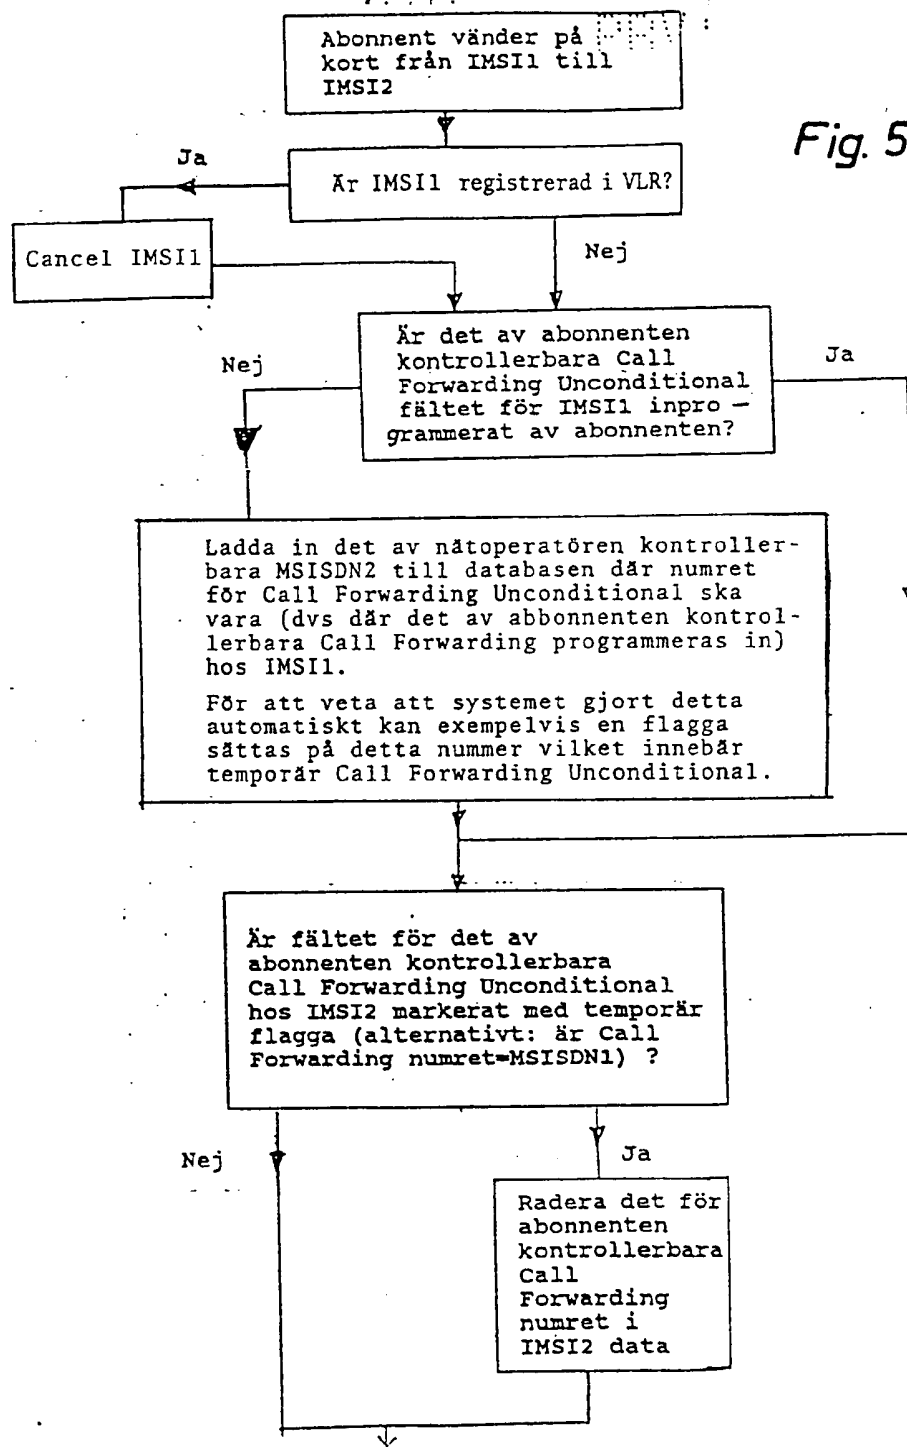 Abonnent vänder på
kort från IMSI1 till
IMSI2
Fig. 5
Ja
Är IMSI1 registrerad i VLR?
Nej
Cancel IMSI1
Är det av abonnenten
kontrollerbara Call
Forwarding Unconditional
fältet för IMSI1 inpro —
grammerat av abonnenten?
Nej
Ja
Ladda in det av nätoperatören kontroller-
bara MSISDN2 till databasen där numret
för Call Forwarding Unconditional ska
vara (dvs där det av abbonnenten kontrol-
lerbara Call Forwarding programmeras in)
hos IMSI1.
För att veta att systemet gjort detta
automatiskt kan exempelvis en flagga
sättas på detta nummer vilket innebär
temporär Call Forwarding Unconditional.
Är fältet för det av
abonnenten kontrollerbara
Call Forwarding Unconditional
hos IMSI2 markerat med temporär
flagga (alternativt: är Call
Forwarding numret=MSISDN1) ?
Nej
Ja
Radera det för
abonnenten
kontrollerbara
Call
Forwarding
numret i
IMSI2 data